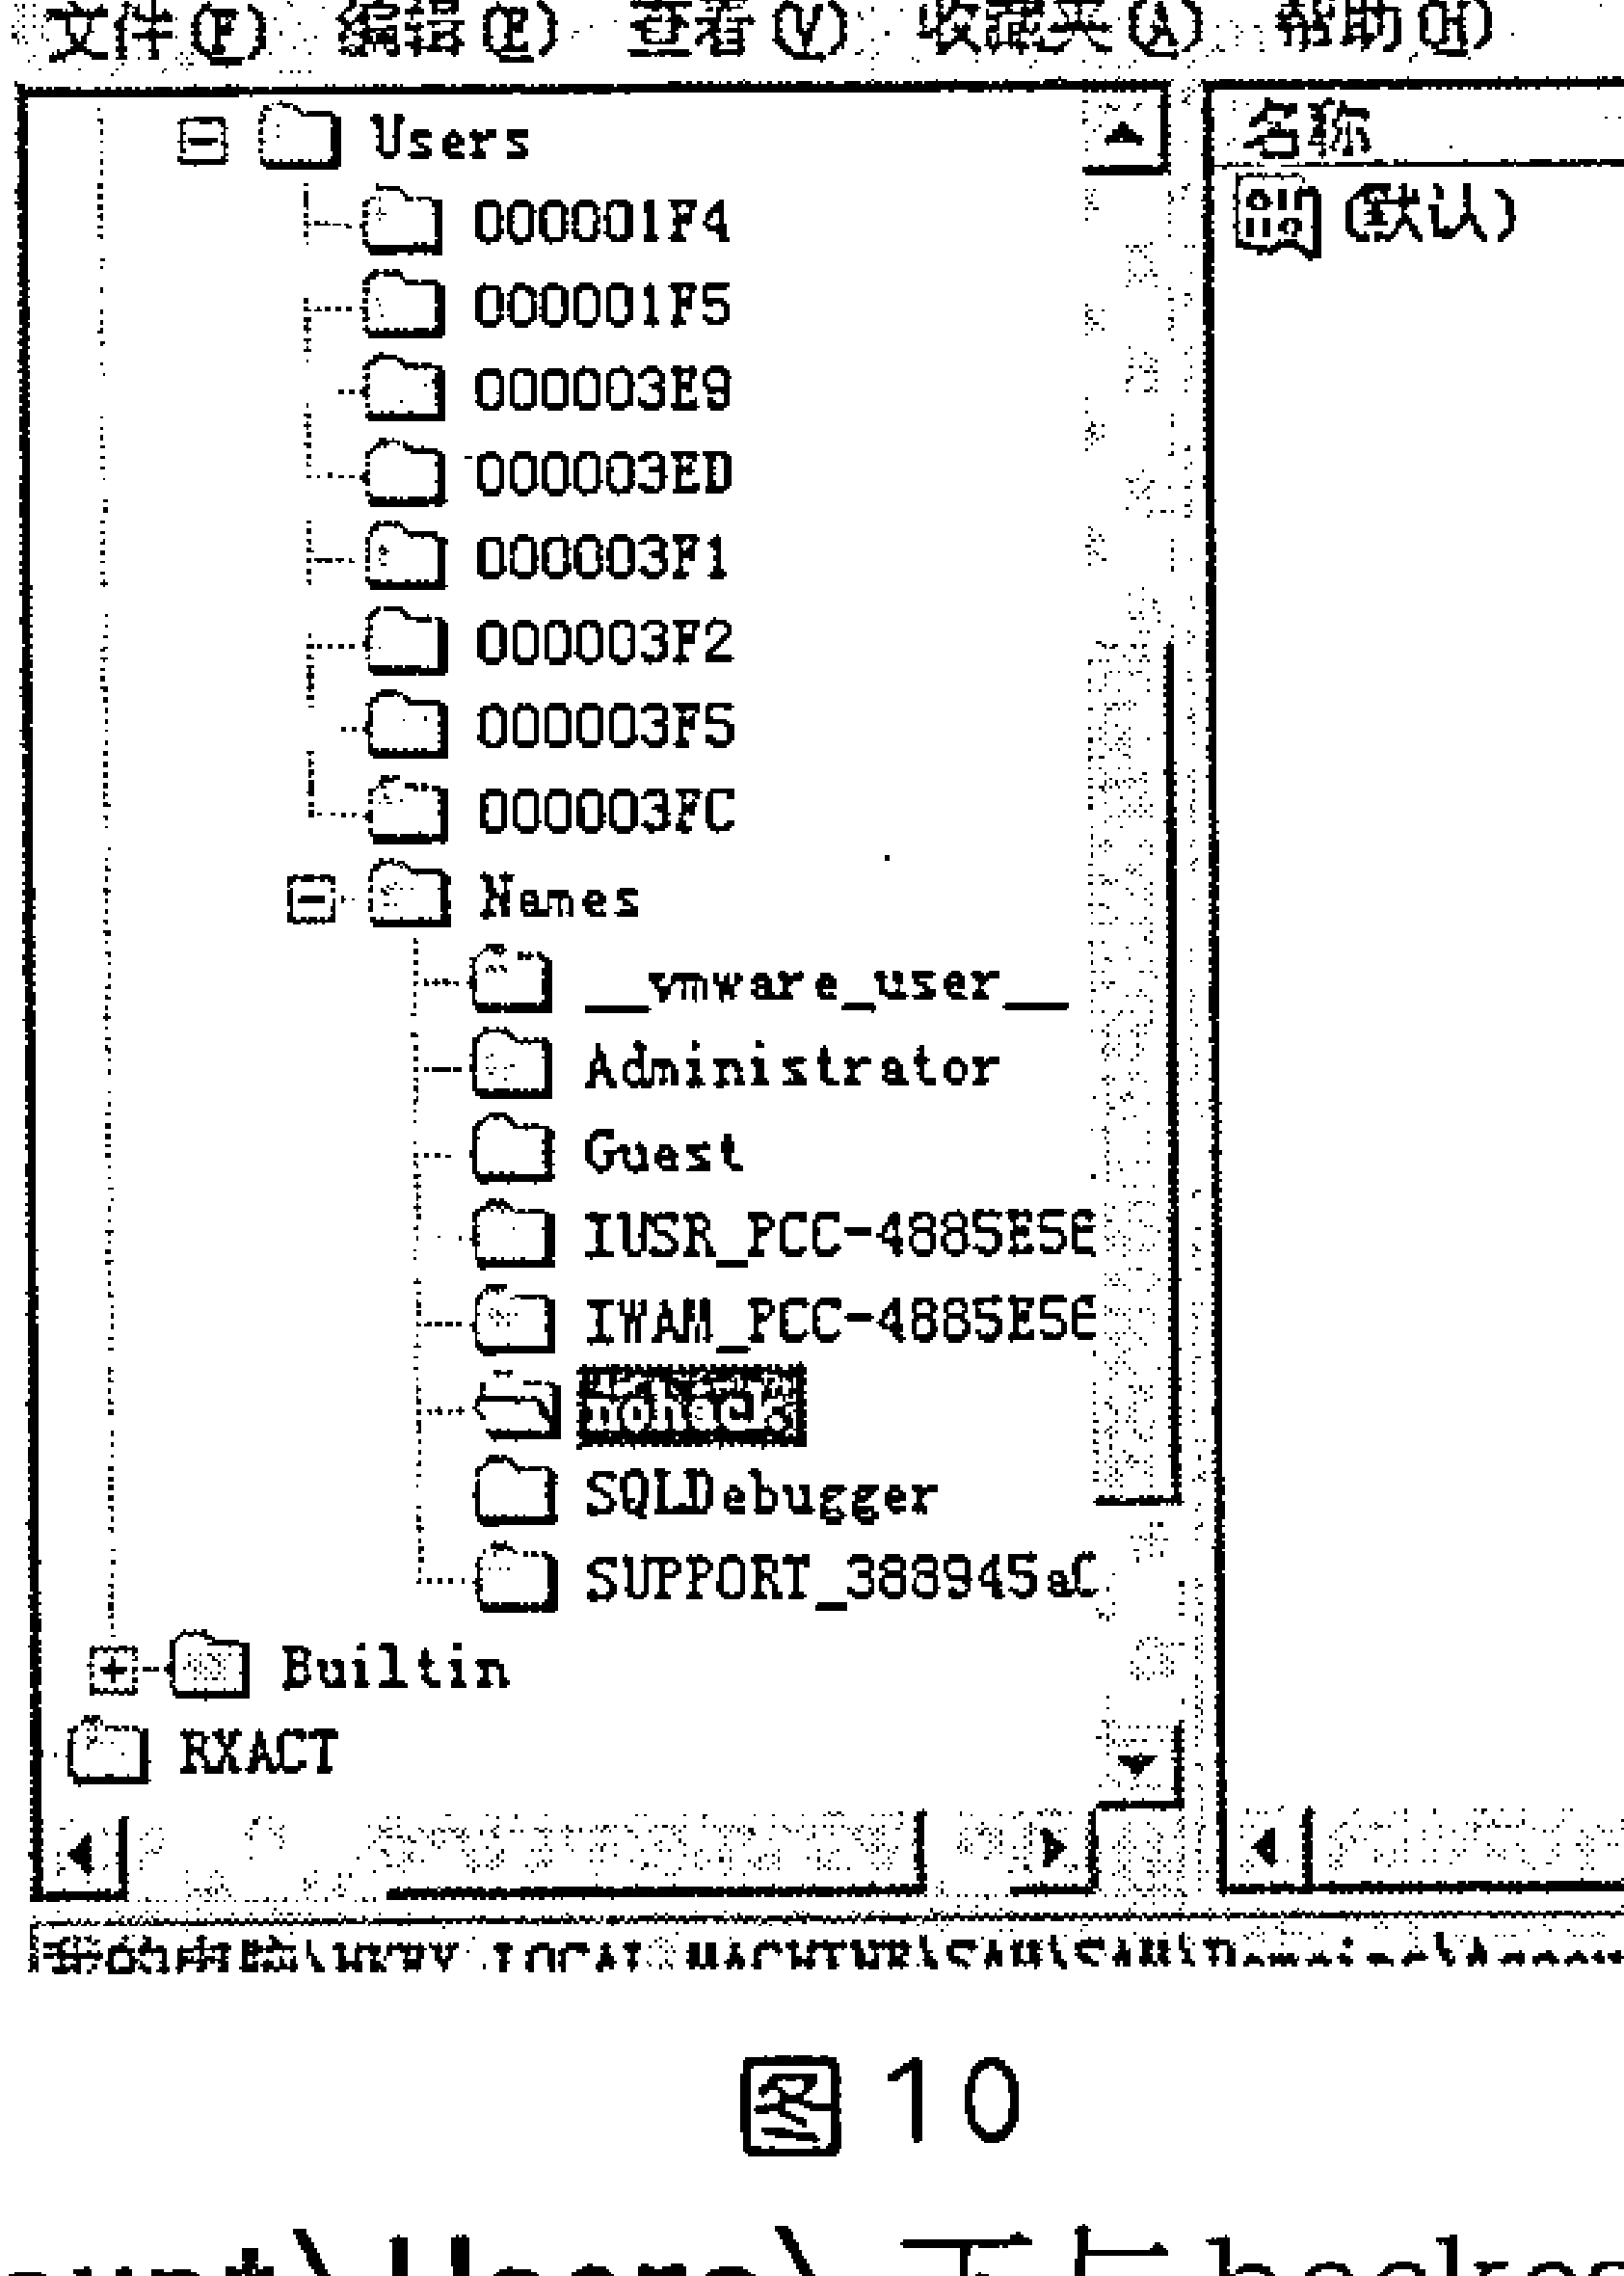 文件(F) 编辑(E) 查看(V) 收藏夹(A) 帮助(H)
Users
000001F4
000001F5
000003E9
000003ED
000003F1
000003F2
000003F5
000003FC
Names
__vmware_user__
Administrator
Guest
IUSR_PCC-4885E5E
IWAM_PCC-4885E5E
nohack
SQLDebugger
SUPPORT_388945a0
Builtin
RXACT
名称
(默认)
图10